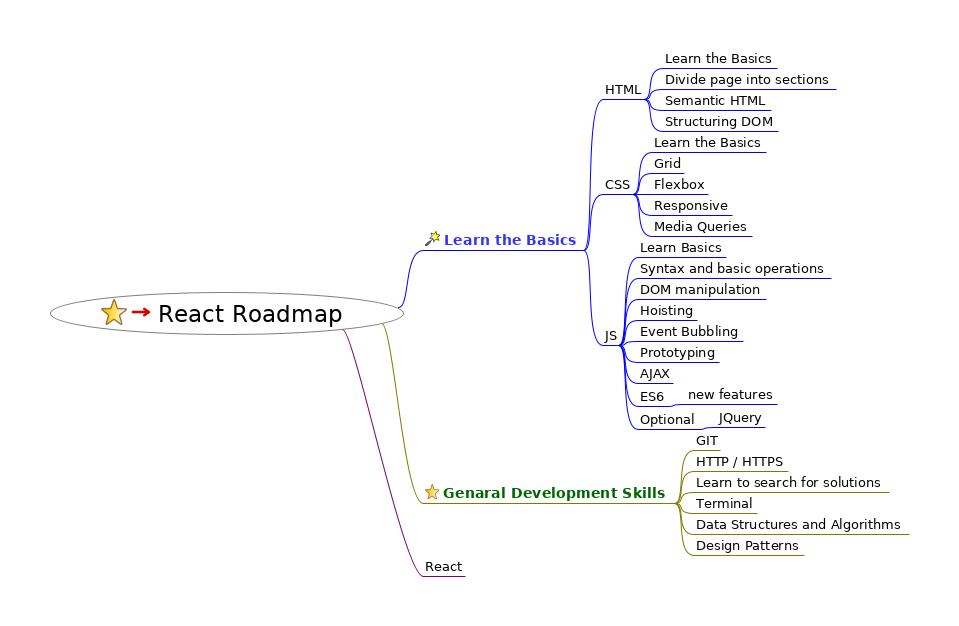 React Roadmap
Learn the Basics
HTML
Learn the Basics
Divide page into sections
Semantic HTML
Structuring DOM
CSS
Learn the Basics
Grid
Flexbox
Responsive
Media Queries
JS
Learn Basics
Syntax and basic operations
DOM manipulation
Hoisting
Event Bubbling
Prototyping
AJAX
ES6
new features
Optional
JQuery
Genaral Development Skills
GIT
HTTP / HTTPS
Learn to search for solutions
Terminal
Data Structures and Algorithms
Design Patterns
React